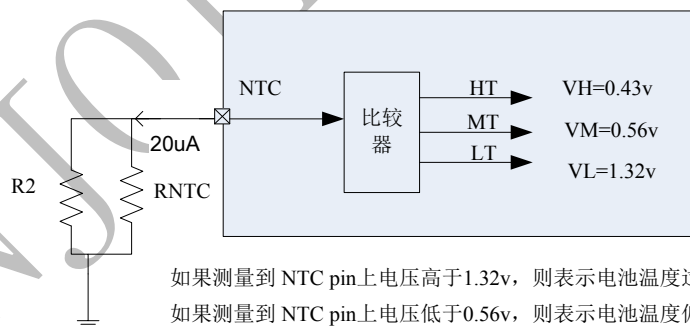 NTC
HT
VH=0.43v
比较
器
MT
VM=0.56v
20uA
LT
VL=1.32v
R2
RNTC
如果测量到 NTC pin上电压高于1.32v，则表示电池温度
如果测量到 NTC pin上电压低于0.56v，则表示电池温度